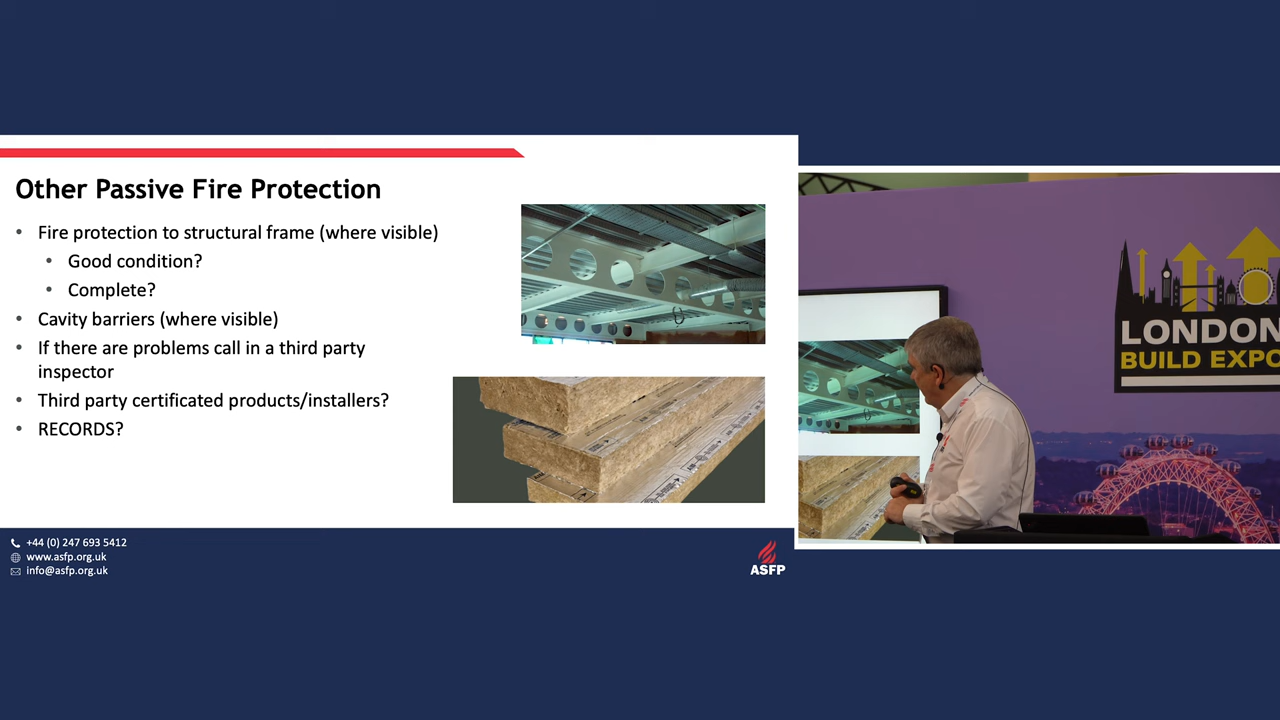 Other Passive Fire Protection
• Fire protection to structural frame (where visible)
• Good condition?
• Complete?
• Cavity barriers (where visible)
• If there are problems call in a third party
inspector
• Third party certificated products/installers?
• RECORDS?
+44 (0) 247 693 5412
www.asfp.org.uk
info@asfp.org.uk
ASFP
LONDON
BUILD EXPO